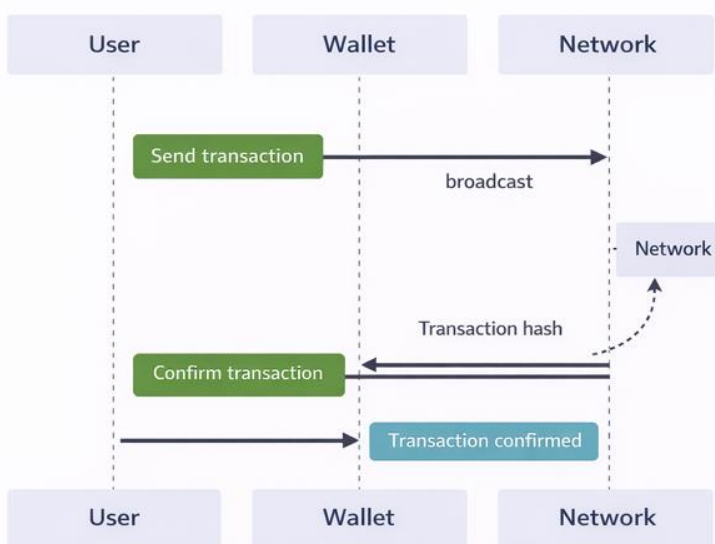 User
Wallet
Network
Send transaction
broadcast
Network
Transaction hash
Confirm transaction
Transaction confirmed
User
Wallet
Network